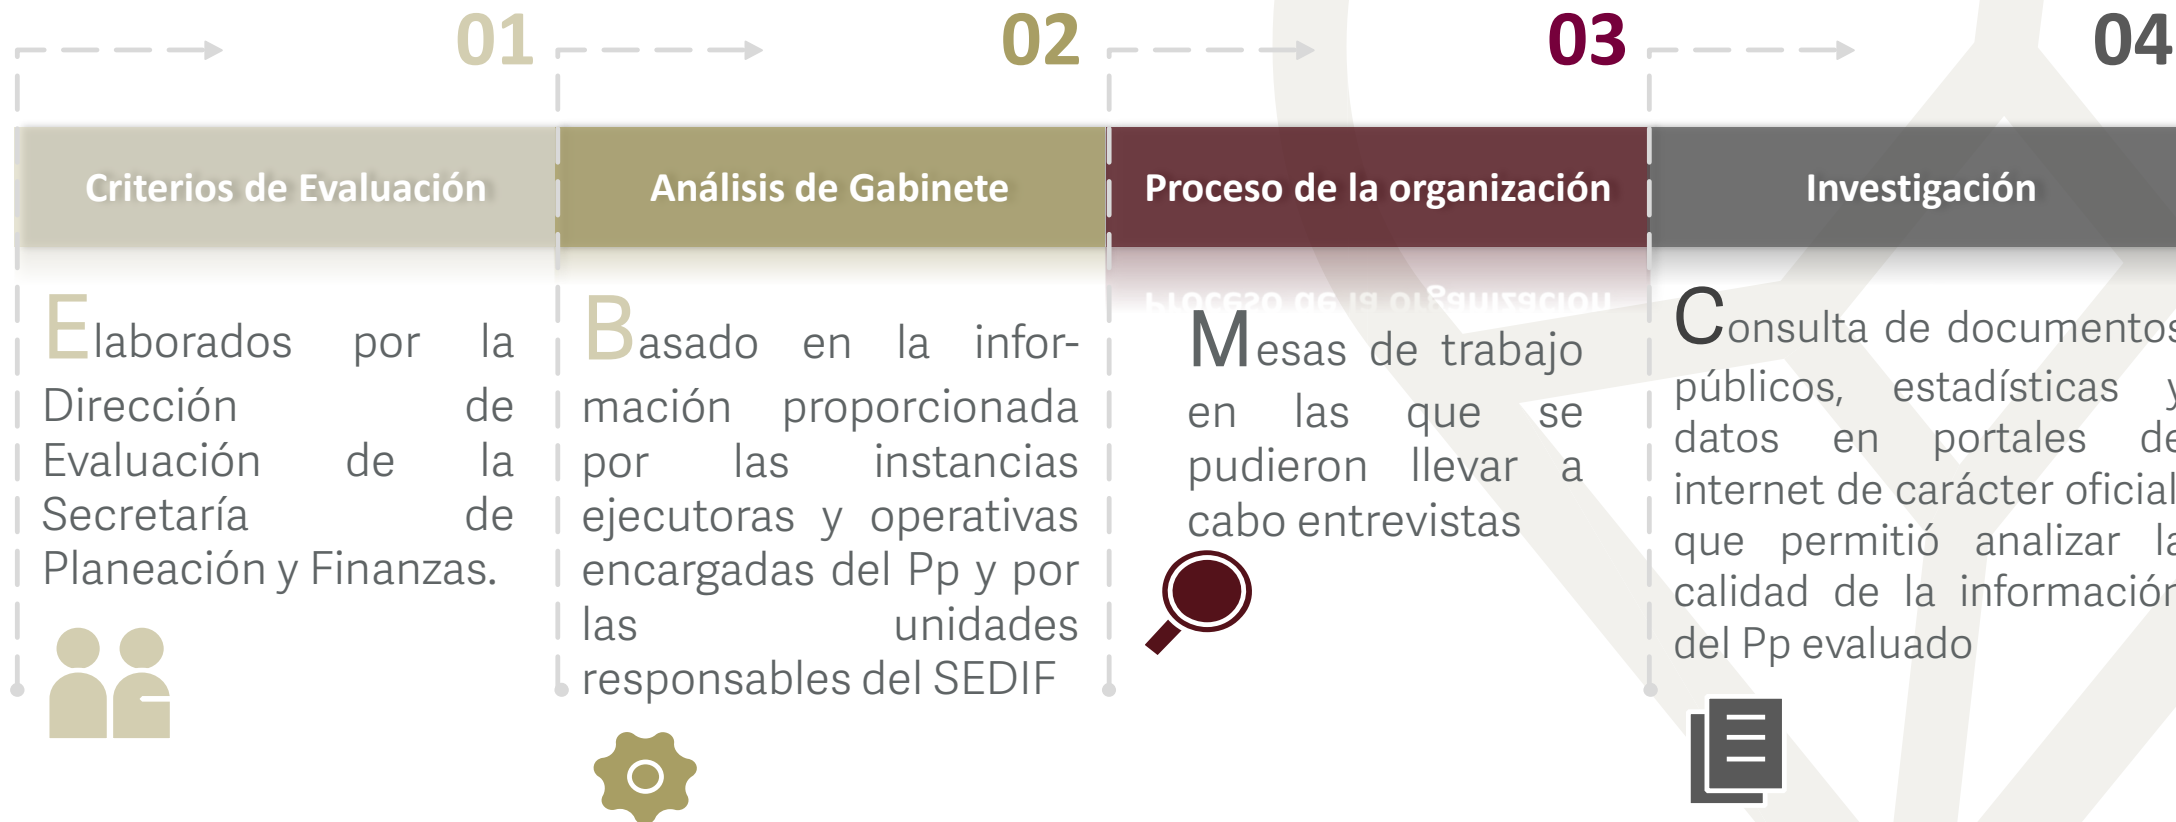 01
Criterios de Evaluación
Elaborados por la
Dirección de
Evaluación de la
Secretaría de
Planeación y Finanzas.
02
Análisis de Gabinete
Basado en la infor-
mación proporcionada
por las instancias
ejecutoras y operativas
encargadas del Pp y por
las unidades
responsables del SEDIF
03
Proceso de la organización
Mesas de trabajo
en las que se
pudieron llevar a
cabo entrevistas
04
Investigación
Consulta de documentos
públicos, estadísticas y
datos en portales de
internet de carácter oficial
que permitió analizar la
calidad de la información
del Pp evaluado